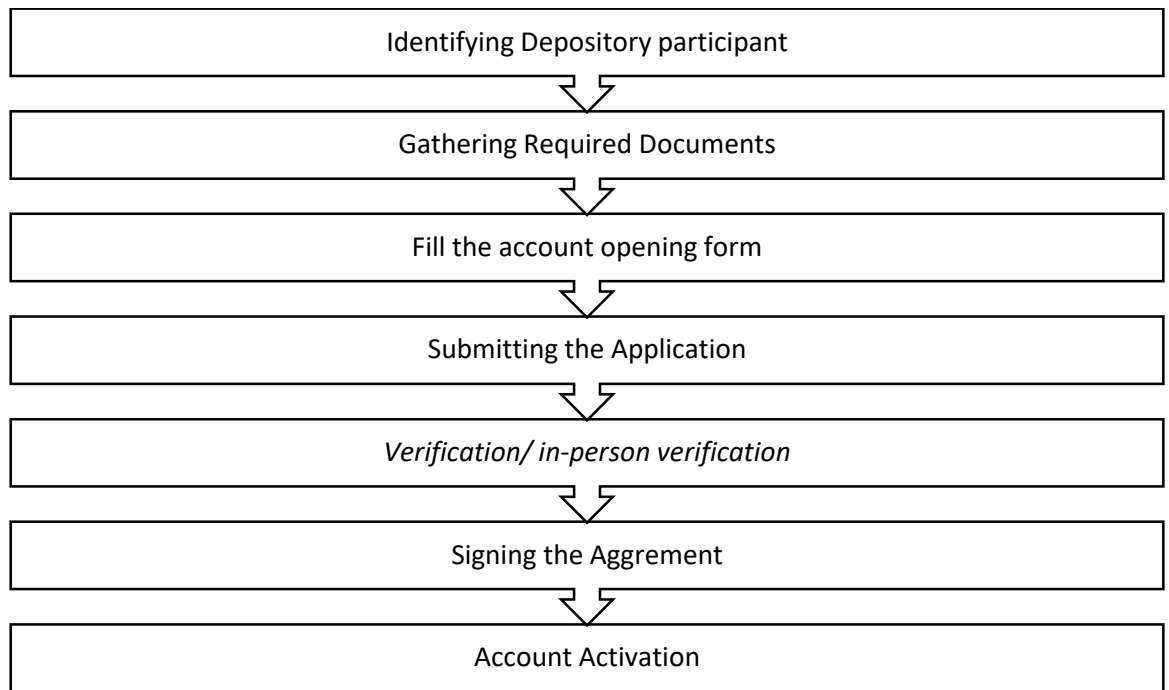 Identifying Depository participant
Gathering Required Documents
Fill the account opening form
Submitting the Application
Verification/ in-person verification
Signing the Aggrement
Account Activation